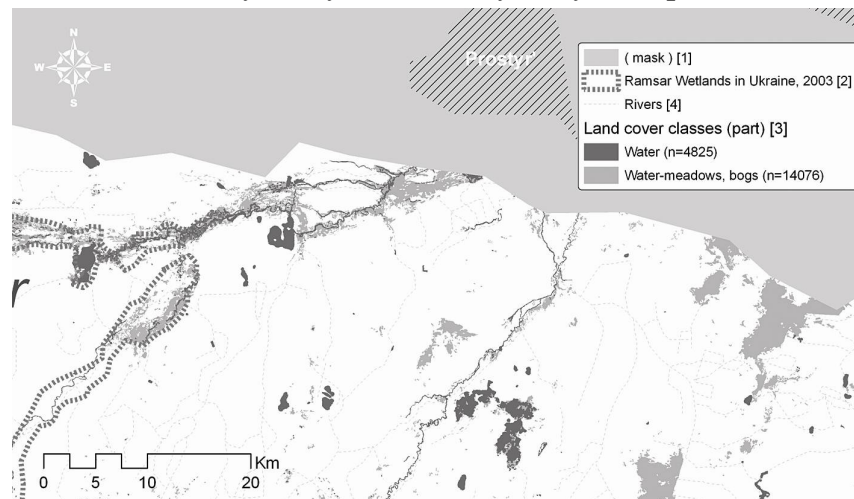 N
W E
S
Prostyr'
( mask ) [1]
Ramsar Wetlands in Ukraine, 2003 [2]
Rivers [4]
Land cover classes (part) [3]
Water (n=4825)
Water-meadows, bogs (n=14076)
r
Km
0 5 10 20